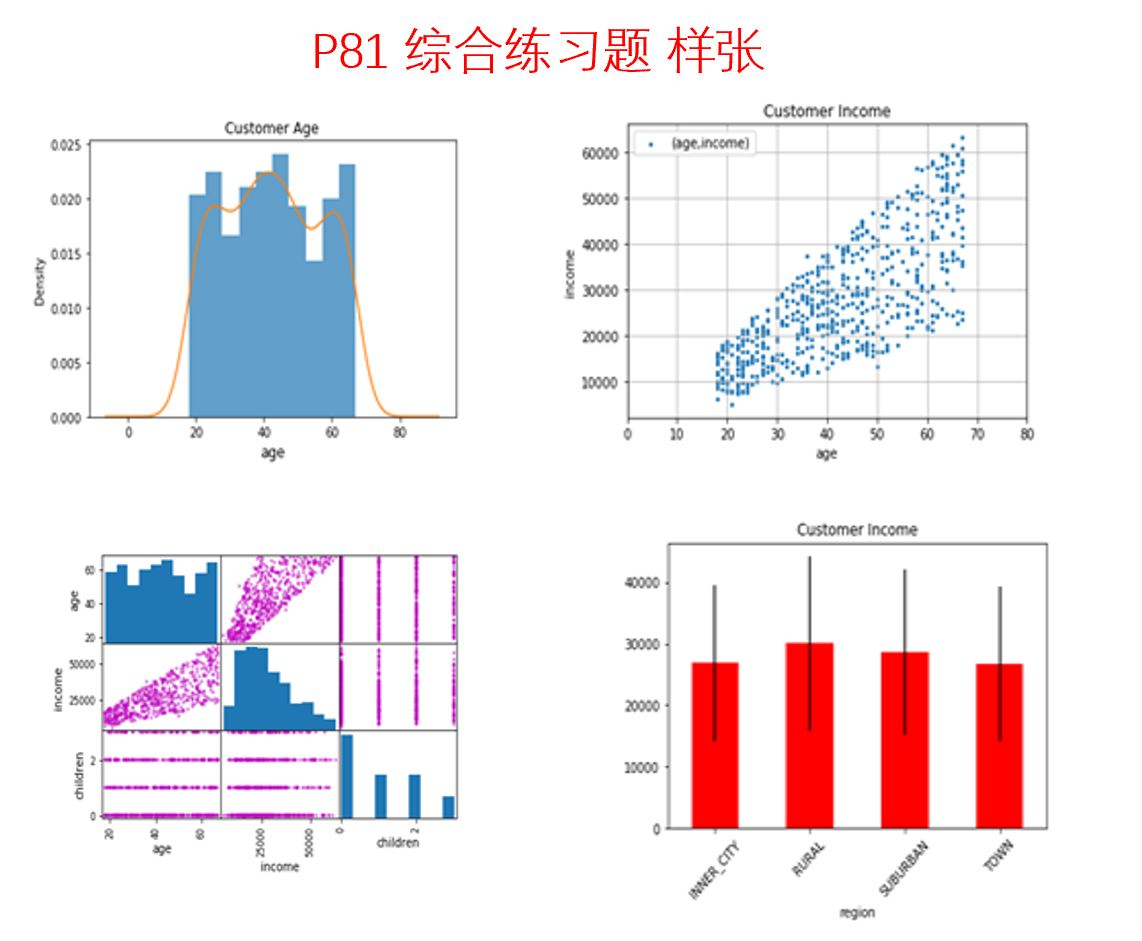 P81 综合练习题 样张
Customer Age
Density
0.025
0.020
0.015
0.010
0.005
0.000
0 20 40 60 80
age
Customer Income
(age,income)
income
60000
50000
40000
30000
20000
10000
0 10 20 30 40 50 60 70 80
age
age
60
40
20
income
50000
25000
children
2
0
20 40 60
age
25000 50000
income
0 2
children
Customer Income
40000
30000
20000
10000
0
INNER_CITY RURAL SUBURBAN TOWN
region